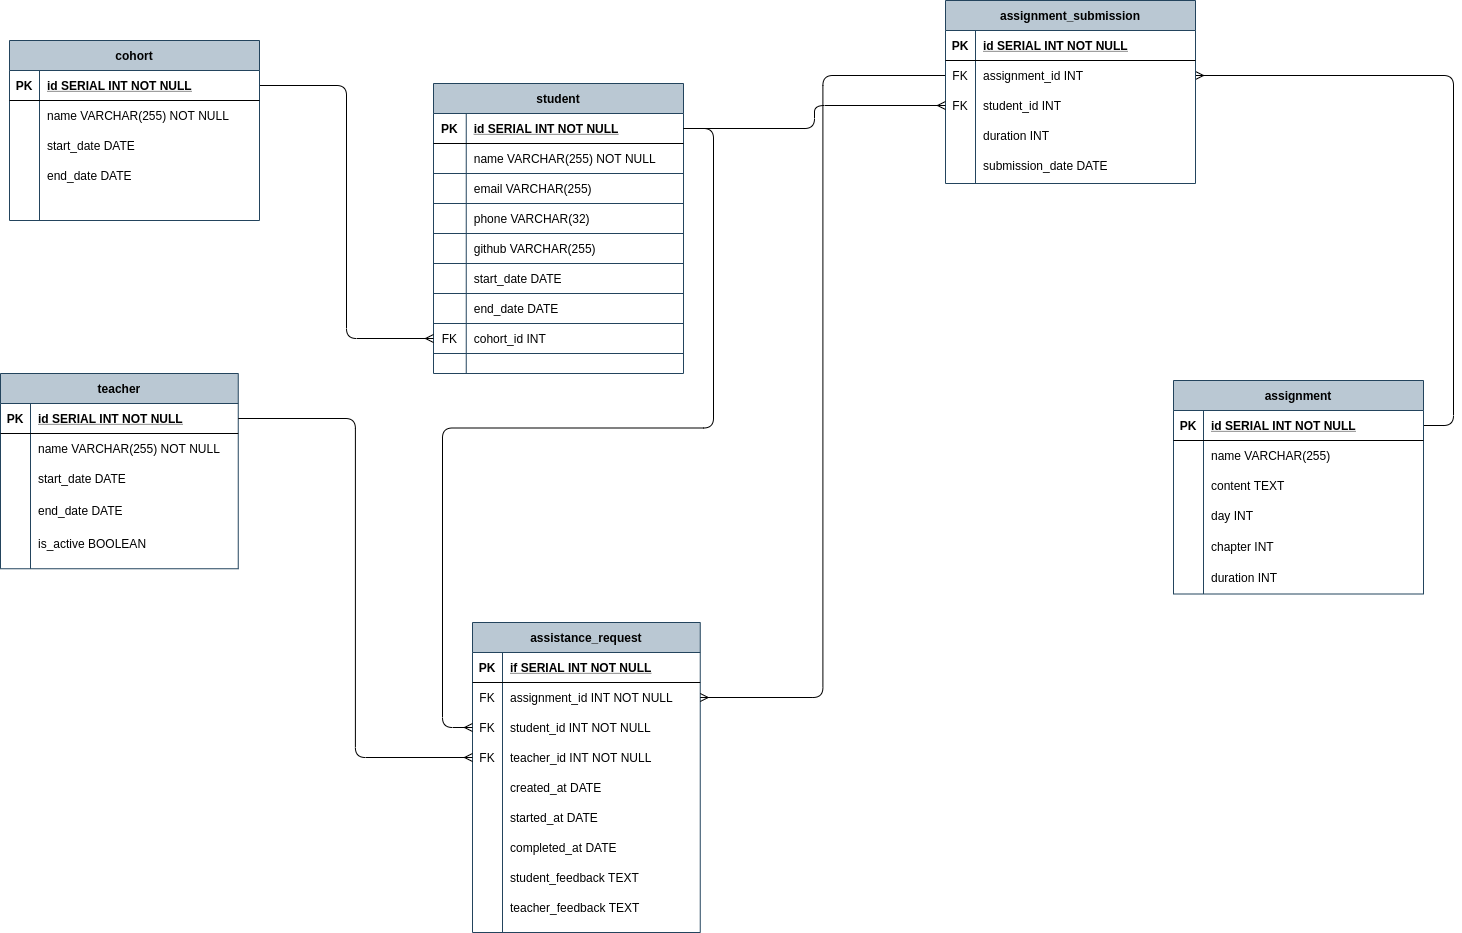 cohort
PK id SERIAL INT NOT NULL
name VARCHAR(255) NOT NULL
start_date DATE
end_date DATE
student
PK id SERIAL INT NOT NULL
name VARCHAR(255) NOT NULL
email VARCHAR(255)
phone VARCHAR(32)
github VARCHAR(255)
start_date DATE
end_date DATE
FK cohort_id INT
assignment_submission
PK id SERIAL INT NOT NULL
FK assignment_id INT
FK student_id INT
duration INT
submission_date DATE
teacher
PK id SERIAL INT NOT NULL
name VARCHAR(255) NOT NULL
start_date DATE
end_date DATE
is_active BOOLEAN
assignment
PK id SERIAL INT NOT NULL
name VARCHAR(255)
content TEXT
day INT
chapter INT
duration INT
assistance_request
PK if SERIAL INT NOT NULL
FK assignment_id INT NOT NULL
FK student_id INT NOT NULL
FK teacher_id INT NOT NULL
created_at DATE
started_at DATE
completed_at DATE
student_feedback TEXT
teacher_feedback TEXT